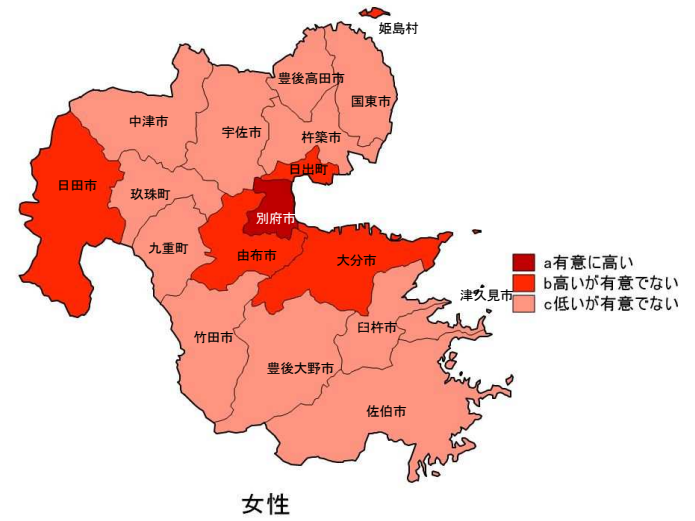 姫島村
豊後高田市
国東市
中津市
宇佐市
杵築市
日出町
日田市
玖珠町
別府市
九重町
由布市
大分市
a有意に高い
b高いが有意でない
c低いが有意でない
津久見市
臼杵市
竹田市
豊後大野市
佐伯市
女性